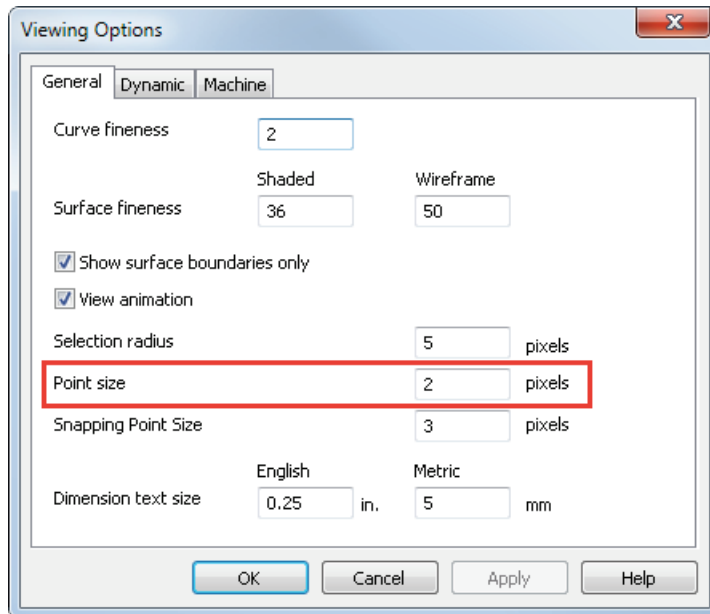 Viewing Options
General Dynamic Machine
Curve fineness 2
Shaded Wireframe
Surface fineness 36 50
Show surface boundaries only
View animation
Selection radius 5 pixels
Point size 2 pixels
Snapping Point Size 3 pixels
English Metric
Dimension text size 0.25 in. 5 mm
OK Cancel Apply Help